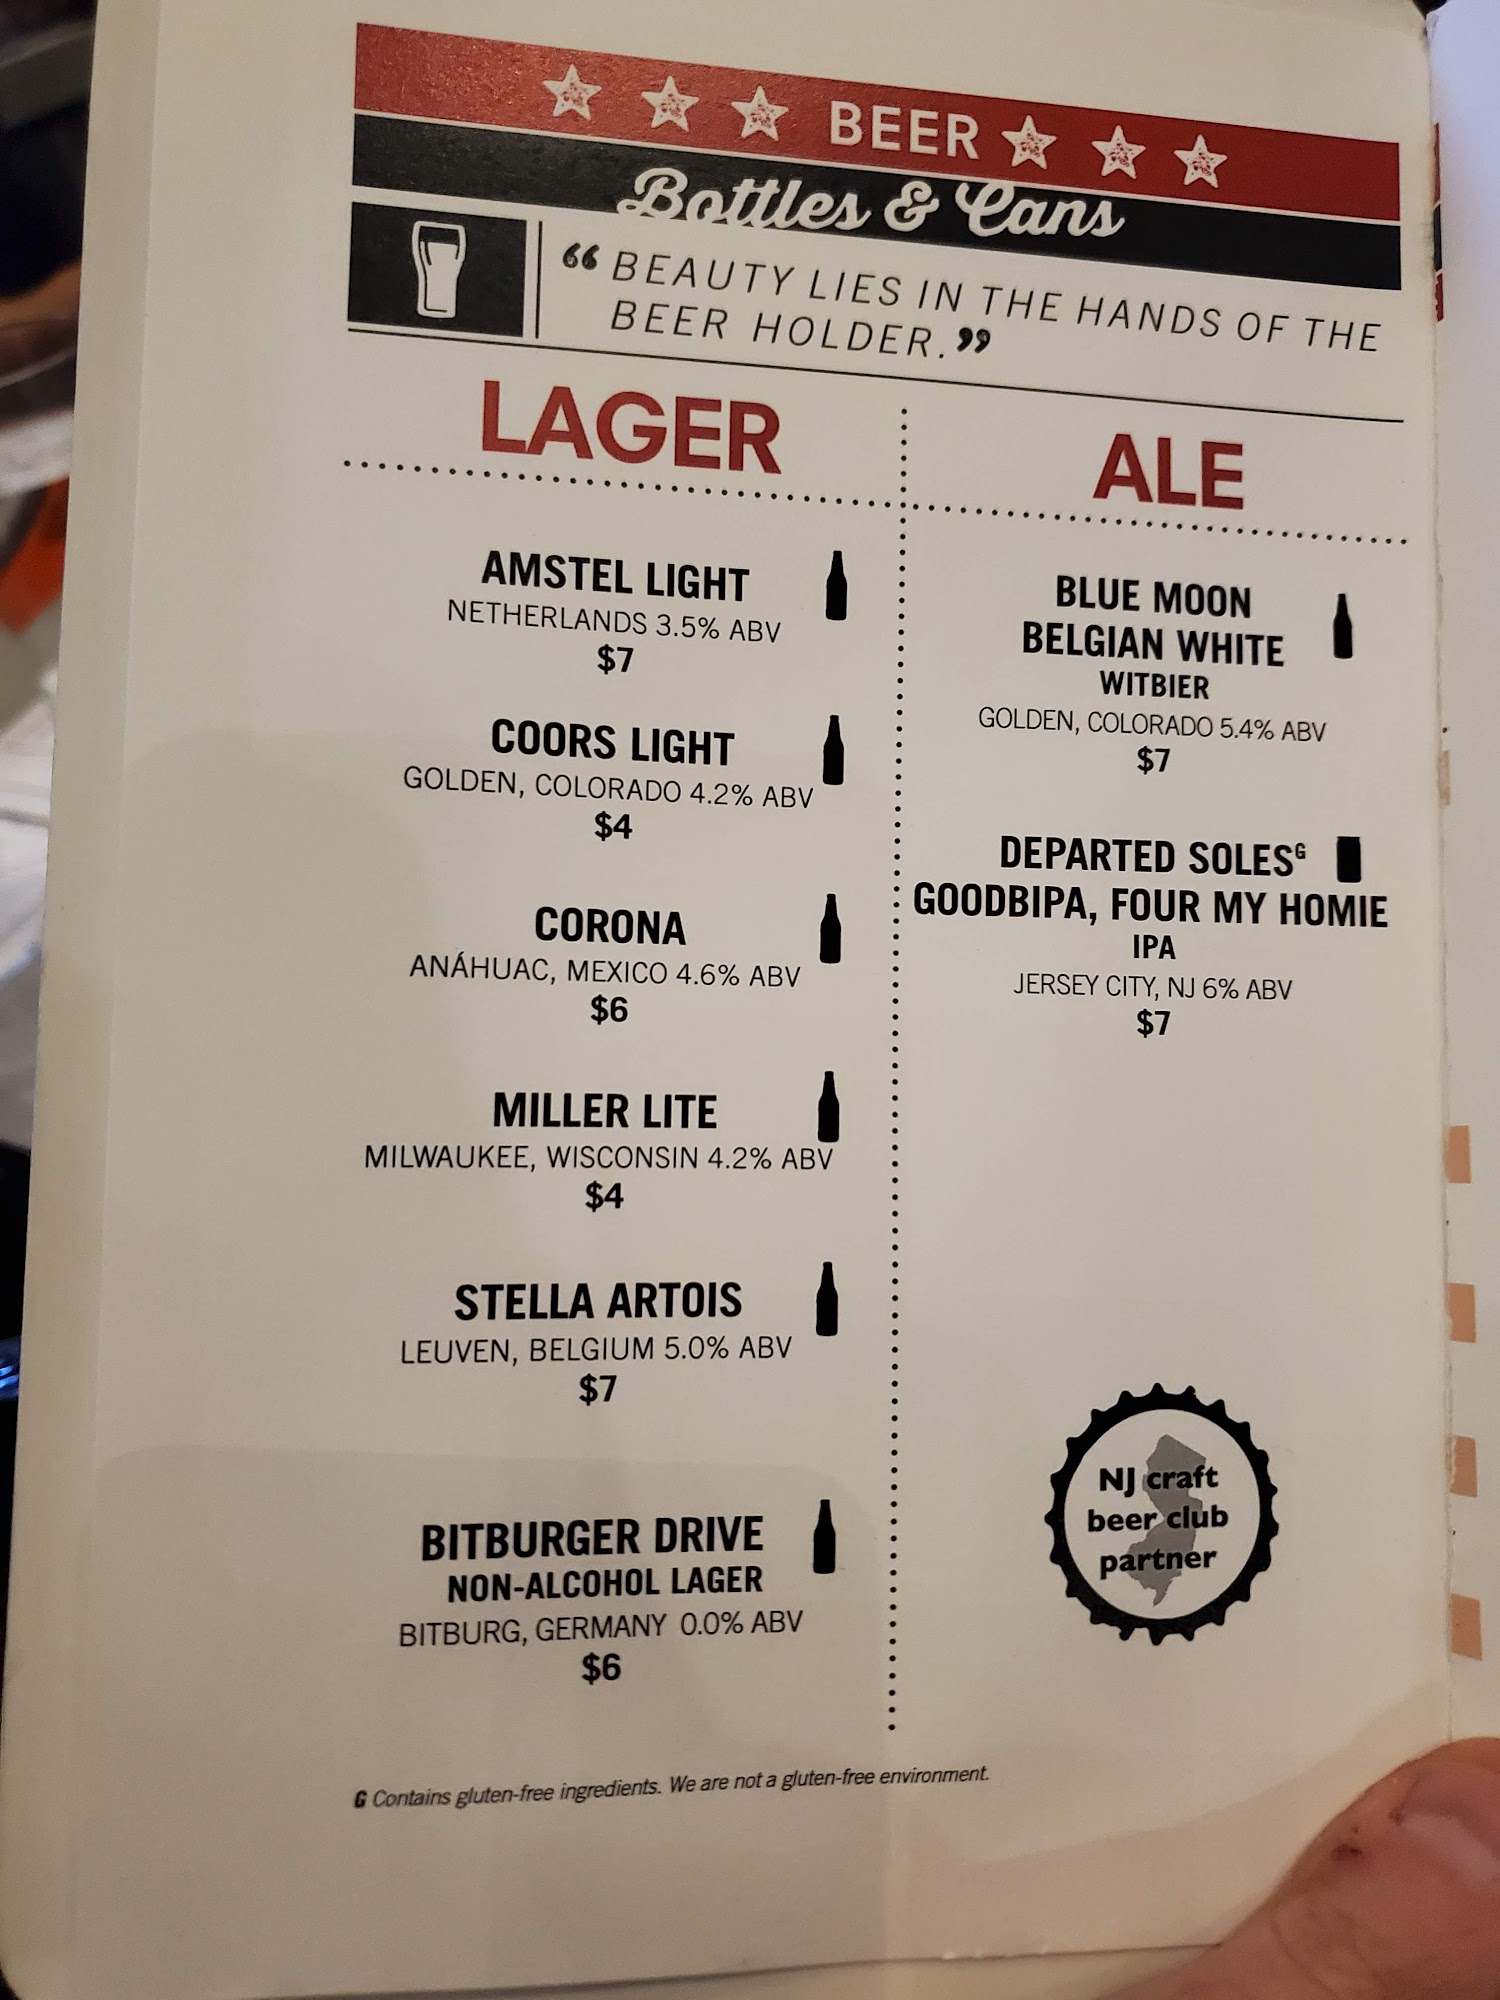 BEER
Bottles & Cans
“BEAUTY LIES IN THE HANDS OF THE
BEER HOLDER.”
LAGER
AMSTEL LIGHT
NETHERLANDS 3.5% ABV
$7
COORS LIGHT
GOLDEN, COLORADO 4.2% ABV
$4
CORONA
ANÁHUAC, MEXICO 4.6% ABV
$6
MILLER LITE
MILWAUKEE, WISCONSIN 4.2% ABV
$4
STELLA ARTOIS
LEUVEN, BELGIUM 5.0% ABV
$7
BITBURGER DRIVE
NON-ALCOHOL LAGER
BITBURG, GERMANY 0.0% ABV
$6
ALE
BLUE MOON
BELGIAN WHITE
WITBIER
GOLDEN, COLORADO 5.4% ABV
$7
DEPARTED SOLESᴳ
GOODBIPA, FOUR MY HOMIE
IPA
JERSEY CITY, NJ 6% ABV
$7
NJ craft
beer club
partner
G Contains gluten-free ingredients. We are not a gluten-free environment.